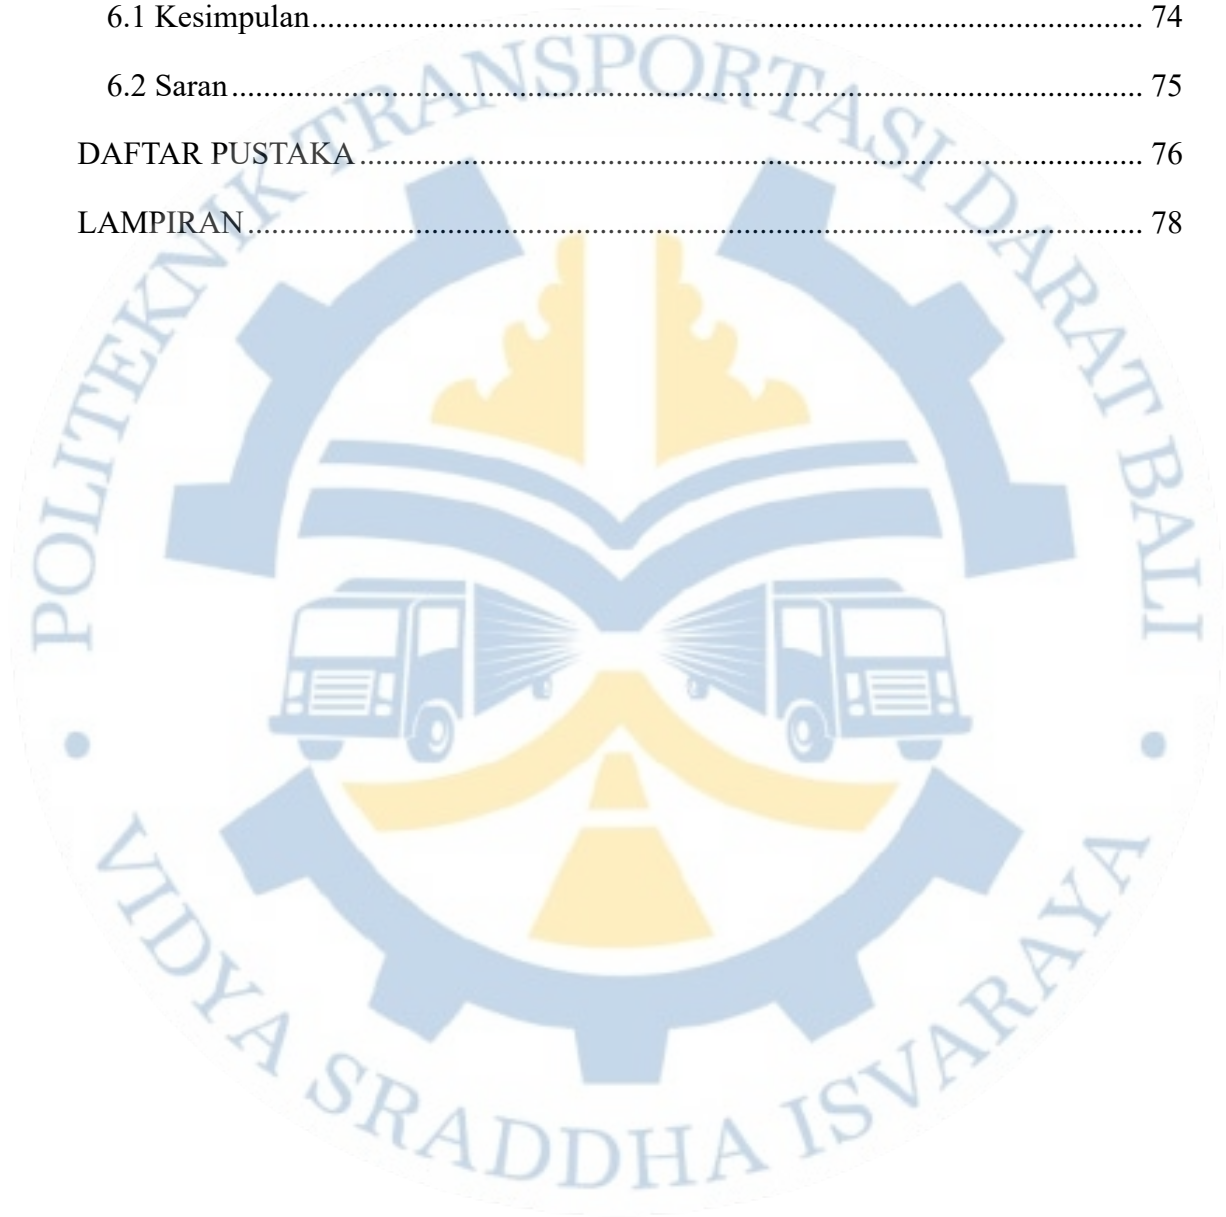 6.1 Kesimpulan........................................................................................................ 74
6.2 Saran.................................................................................................................. 75
DAFTAR PUSTAKA.................................................................................................. 76
LAMPIRAN................................................................................................................ 78
POLITEKNIK TRANSPORTASI DARAT BALI
• VIDYA SRADDHA ISVARAYA •